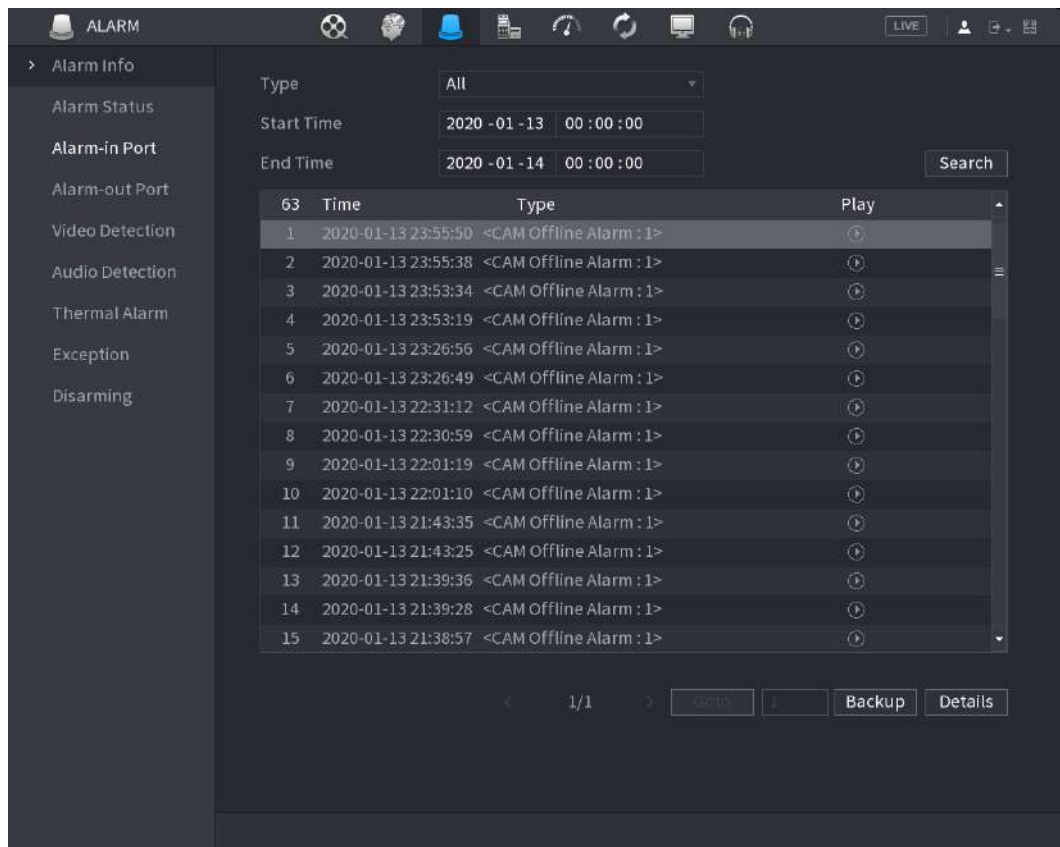 ALARM
LIVE
> Alarm Info
Alarm Status
Alarm-in Port
Alarm-out Port
Video Detection
Audio Detection
Thermal Alarm
Exception
Disarming
Type All
Start Time 2020 -01 -13 00 : 00 : 00
End Time 2020 -01 -14 00 : 00 : 00
Search
63 Time Type Play
1 2020-01-13 23:55:50 <CAM Offline Alarm : 1>
2 2020-01-13 23:55:38 <CAM Offline Alarm : 1>
3 2020-01-13 23:53:34 <CAM Offline Alarm : 1>
4 2020-01-13 23:53:19 <CAM Offline Alarm : 1>
5 2020-01-13 23:26:56 <CAM Offline Alarm : 1>
6 2020-01-13 23:26:49 <CAM Offline Alarm : 1>
7 2020-01-13 22:31:12 <CAM Offline Alarm : 1>
8 2020-01-13 22:30:59 <CAM Offline Alarm : 1>
9 2020-01-13 22:01:19 <CAM Offline Alarm : 1>
10 2020-01-13 22:01:10 <CAM Offline Alarm : 1>
11 2020-01-13 21:43:35 <CAM Offline Alarm : 1>
12 2020-01-13 21:43:25 <CAM Offline Alarm : 1>
13 2020-01-13 21:39:36 <CAM Offline Alarm : 1>
14 2020-01-13 21:39:28 <CAM Offline Alarm : 1>
15 2020-01-13 21:38:57 <CAM Offline Alarm : 1>
< 1/1 > Goto 1 Backup Details